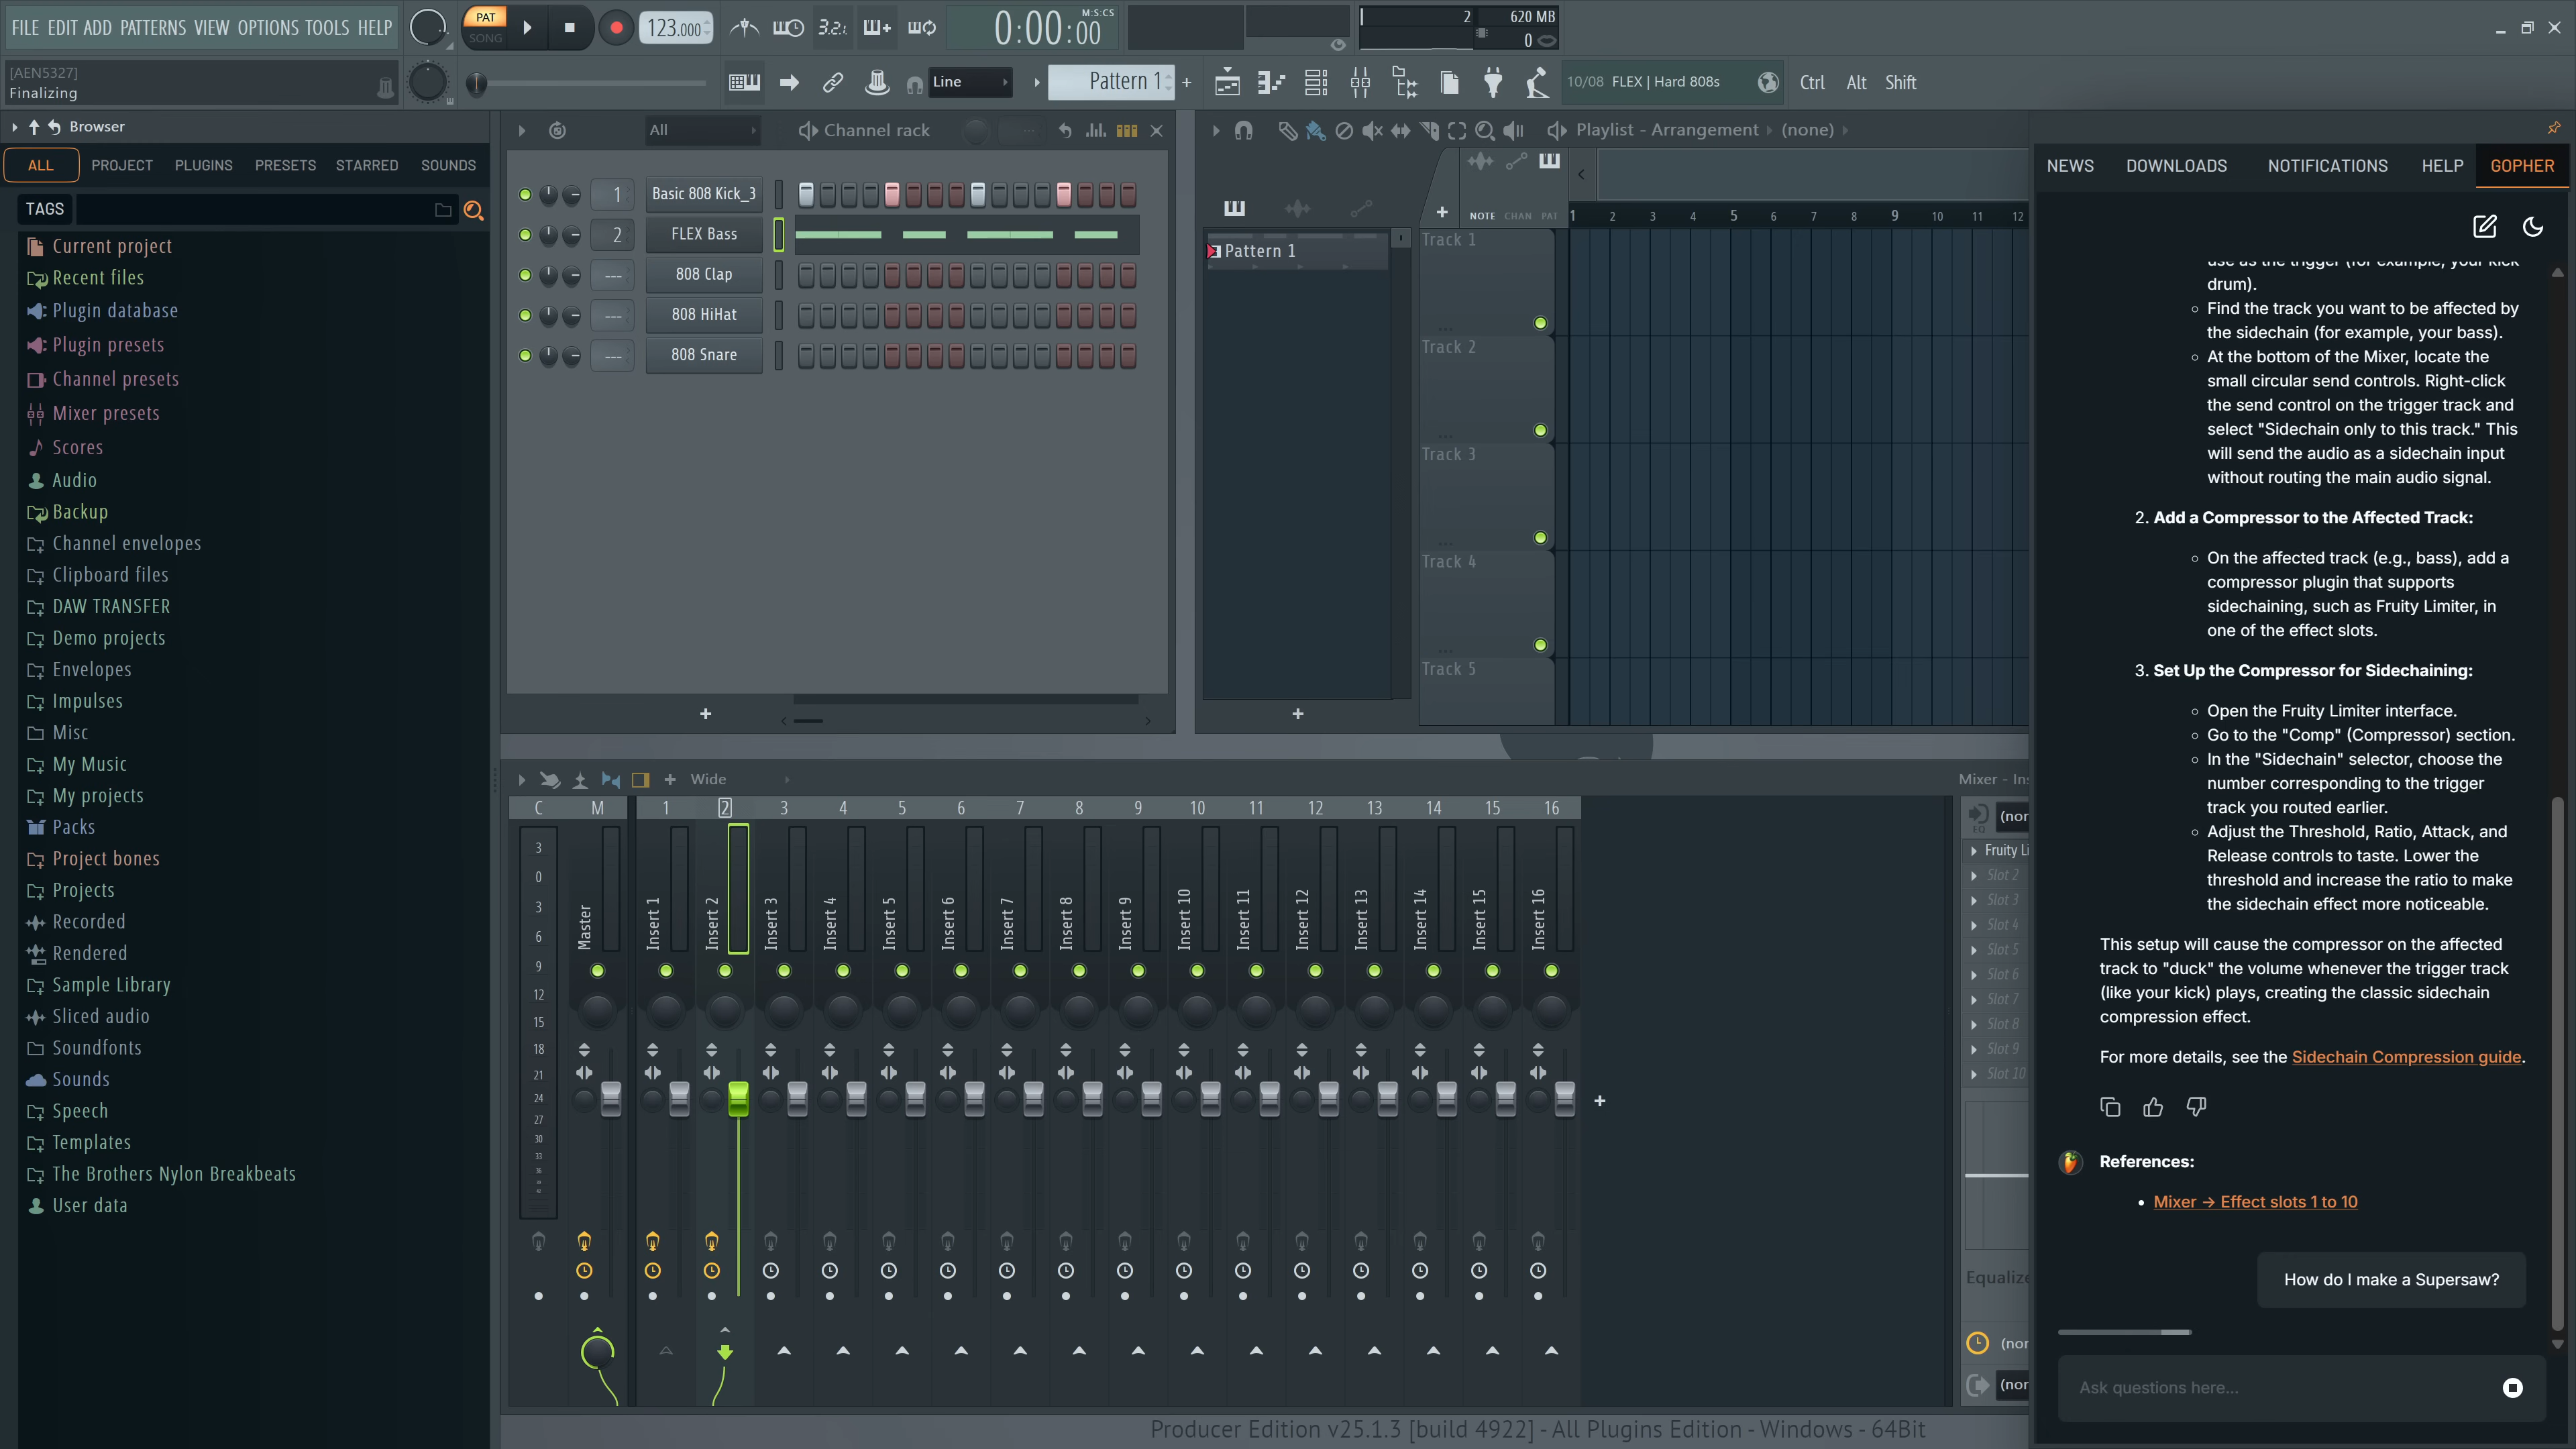 FILE EDIT ADD PATTERNS VIEW OPTIONS TOOLS HELP
PAT
SONG
123.000
3.2.
M:S:CS
0:00:00
2
620 MB
0
[AEN5327]
Finalizing
Line
Pattern 1
10/08 FLEX | Hard 808s
Ctrl Alt Shift
Browser
ALL PROJECT PLUGINS PRESETS STARRED SOUNDS
TAGS
Current project
Recent files
Plugin database
Plugin presets
Channel presets
Mixer presets
Scores
Audio
Backup
Channel envelopes
Clipboard files
DAW TRANSFER
Demo projects
Envelopes
Impulses
Misc
My Music
My projects
Packs
Project bones
Projects
Recorded
Rendered
Sample Library
Sliced audio
Soundfonts
Sounds
Speech
Templates
The Brothers Nylon Breakbeats
User data
All
Channel rack
1 Basic 808 Kick_3
2 FLEX Bass
--- 808 Clap
--- 808 HiHat
--- 808 Snare
Playlist - Arrangement (none)
NOTE CHAN PAT
1 2 3 4 5 6 7 8 9 10 11 12
Pattern 1
Track 1
Track 2
Track 3
Track 4
Track 5
Wide
Mixer - Ins
C M 1 2 3 4 5 6 7 8 9 10 11 12 13 14 15 16
3
0
3
6
9
12
15
18
21
24
27
30
33
Master
Insert 1
Insert 2
Insert 3
Insert 4
Insert 5
Insert 6
Insert 7
Insert 8
Insert 9
Insert 10
Insert 11
Insert 12
Insert 13
Insert 14
Insert 15
Insert 16
EQ
(nor
Fruity Li
Slot 2
Slot 3
Slot 4
Slot 5
Slot 6
Slot 7
Slot 8
Slot 9
Slot 10
Equalize
(nor
(nor
Producer Edition v25.1.3 [build 4922] - All Plugins Edition - Windows - 64Bit
NEWS DOWNLOADS NOTIFICATIONS HELP GOPHER
use as the trigger (for example, your kick
drum).
Find the track you want to be affected by
the sidechain (for example, your bass).
At the bottom of the Mixer, locate the
small circular send controls. Right-click
the send control on the trigger track and
select "Sidechain only to this track." This
will send the audio as a sidechain input
without routing the main audio signal.
2. Add a Compressor to the Affected Track:
On the affected track (e.g., bass), add a
compressor plugin that supports
sidechaining, such as Fruity Limiter, in
one of the effect slots.
3. Set Up the Compressor for Sidechaining:
Open the Fruity Limiter interface.
Go to the "Comp" (Compressor) section.
In the "Sidechain" selector, choose the
number corresponding to the trigger
track you routed earlier.
Adjust the Threshold, Ratio, Attack, and
Release controls to taste. Lower the
threshold and increase the ratio to make
the sidechain effect more noticeable.
This setup will cause the compressor on the affected
track to "duck" the volume whenever the trigger track
(like your kick) plays, creating the classic sidechain
compression effect.
For more details, see the Sidechain Compression guide.
References:
Mixer → Effect slots 1 to 10
How do I make a Supersaw?
Ask questions here...